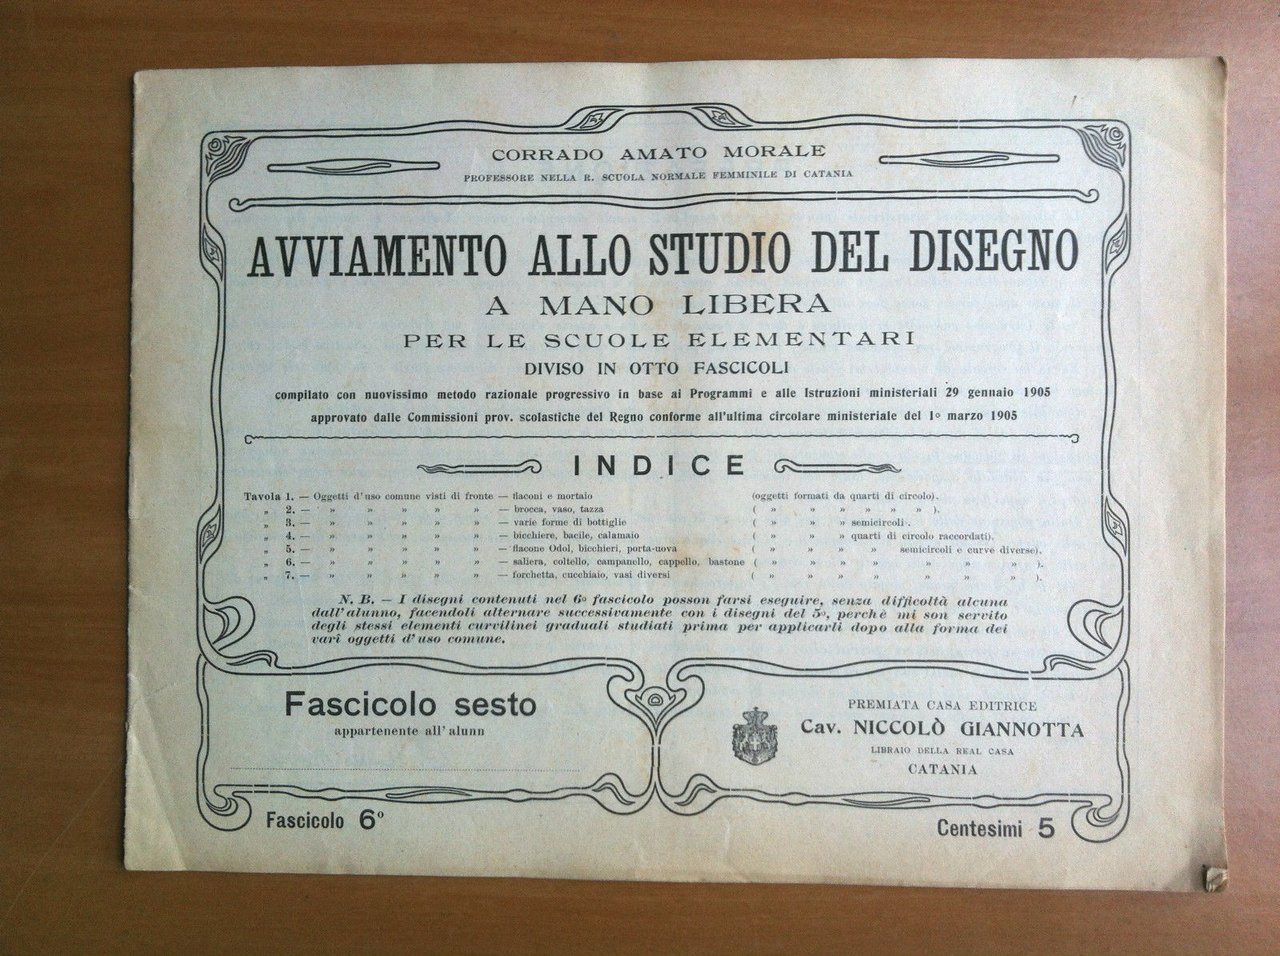 CORRADO AMATO MORALE
PROFESSORE NELLA R. SCUOLA NORMALE FEMMINILE DI CATANIA
AVVIAMENTO ALLO STUDIO DEL DISEGNO
A MANO LIBERA
PER LE SCUOLE ELEMENTARI
DIVISO IN OTTO FASCICOLI
compilato con nuovissimo metodo razionale progressivo in base ai Programmi e alle Istruzioni ministeriali 29 gennaio 1905
approvato dalle Commissioni prov. scolastiche del Regno conforme all'ultima circolare ministeriale del 1º marzo 1905
INDICE
Tavola 1. — Oggetti d'uso comune visti di fronte — flaconi e mortaio (oggetti formati da quarti di circolo).
„ 2. — » » » » » — brocca, vaso, tazza ( » » » » » » ).
„ 3. — » » » » » — varie forme di bottiglie ( » » » semicircoli.
„ 4. — » » » » » — bicchiere, bacile, calamaio ( » » » quarti di circolo raccordati).
„ 5. — » » » » » — flacone Odol, bicchieri, porta-uova ( » » » » semicircoli e curve diverse).
„ 6. — » » » » » — saliera, coltello, campanello, cappello, bastone ( » » » » » » » ).
„ 7. — » » » » » — forchetta, cucchiaio, vasi diversi ( » » » » » » » ).
N. B. — I disegni contenuti nel 6º fascicolo posson farsi eseguire, senza difficoltà alcuna
dall'alunno, facendoli alternare successivamente con i disegni del 5º, perchè mi son servito
degli stessi elementi curvilinei graduali studiati prima per applicarli dopo alla forma dei
varî oggetti d'uso comune.
Fascicolo sesto
appartenente all'alunn
PREMIATA CASA EDITRICE
Cav. NICCOLÒ GIANNOTTA
LIBRAIO DELLA REAL CASA
CATANIA
Fascicolo 6º
Centesimi 5